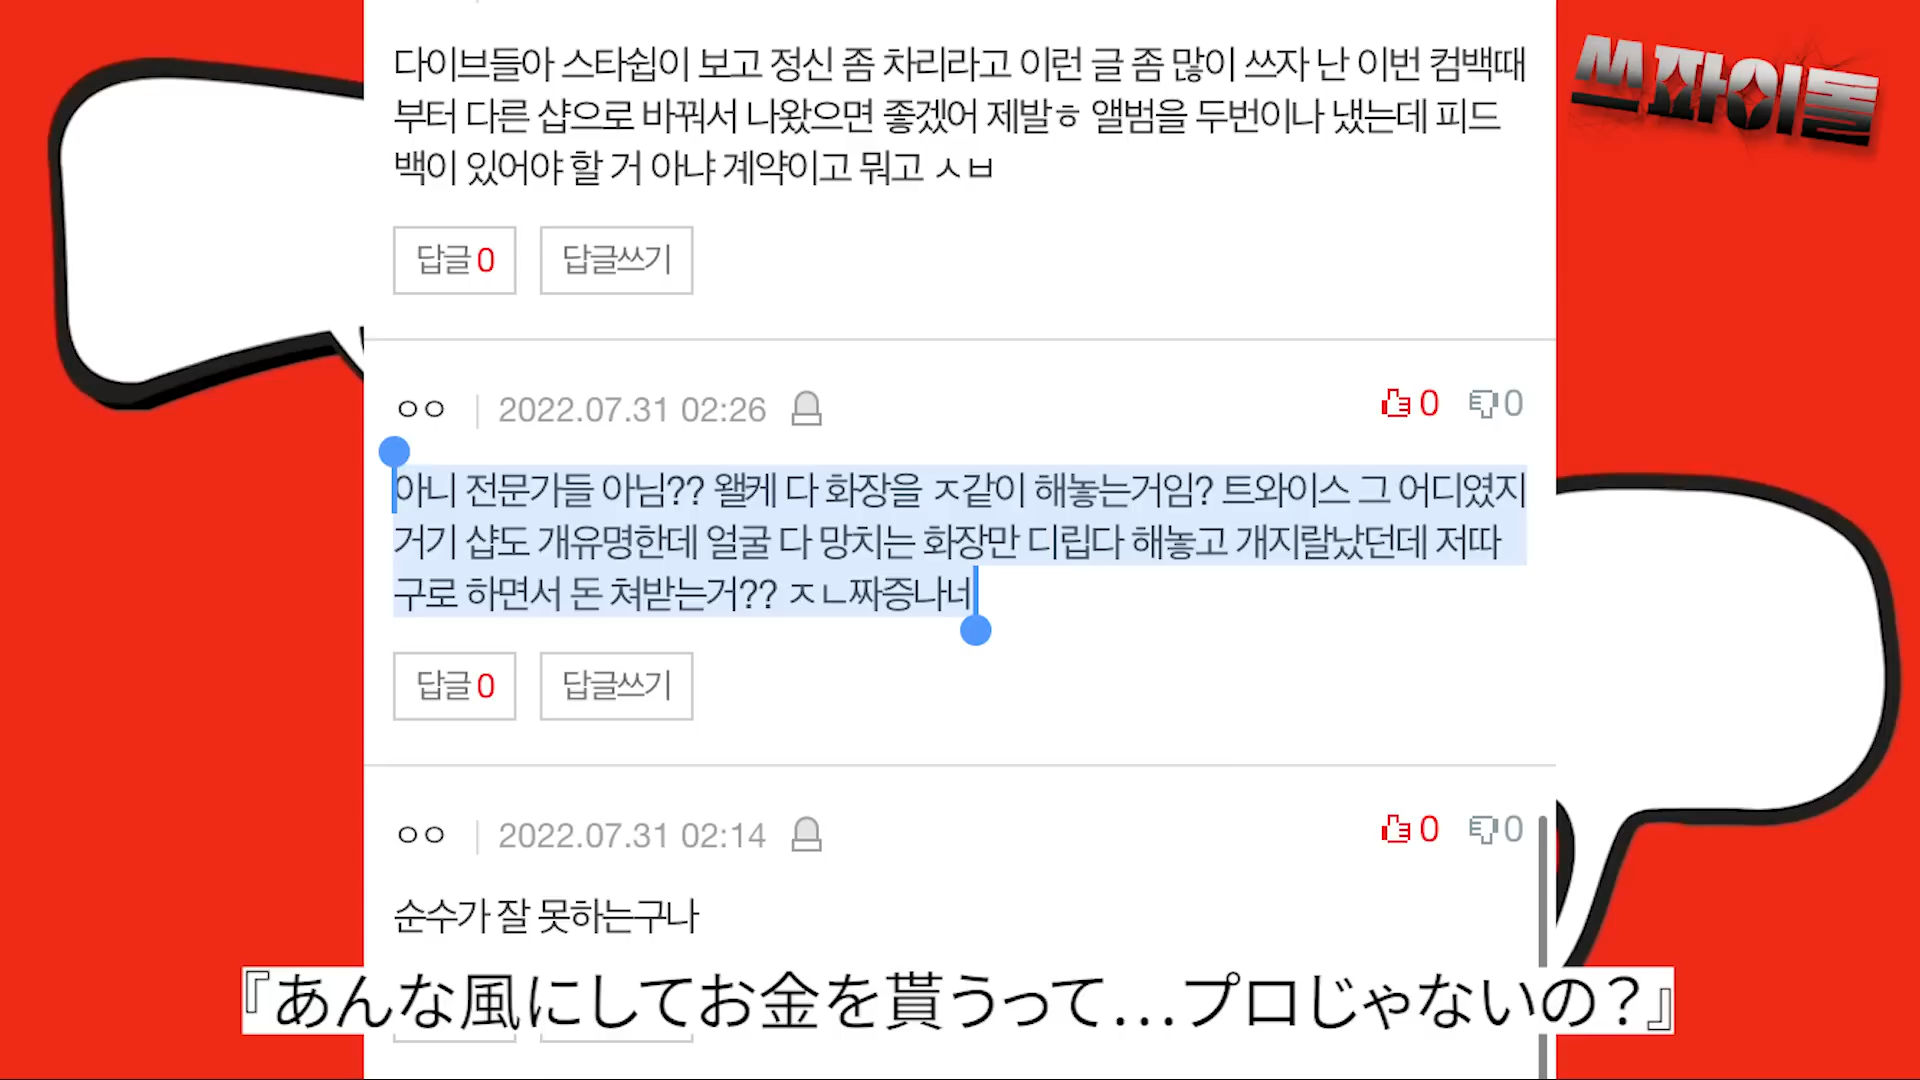 다이브들아 스타쉽이 보고 정신 좀 차리라고 이런 글 좀 많이 쓰자 난 이번 컴백때
부터 다른 샵으로 바꿔서 나왔으면 좋겠어 제발ㅎ 앨범을 두번이나 냈는데 피드
백이 있어야 할 거 아냐 계약이고 뭐고 ㅅㅂ
답글 0 답글쓰기
쓰짜이돌
ㅇㅇ 2022.07.31 02:26 0 0
아니 전문가들 아님?? 왤케 다 화장을 ㅈ같이 해놓는거임? 트와이스 그 어디였지
거기 샵도 개유명한데 얼굴 다 망치는 화장만 디립다 해놓고 개지랄났던데 저따
구로 하면서 돈 쳐받는거?? ㅈㄴ짜증나네
답글 0 답글쓰기
ㅇㅇ 2022.07.31 02:14 0 0
순수가 잘 못하는구나
『あんな風にしてお金を貰うって...プロじゃないの？』